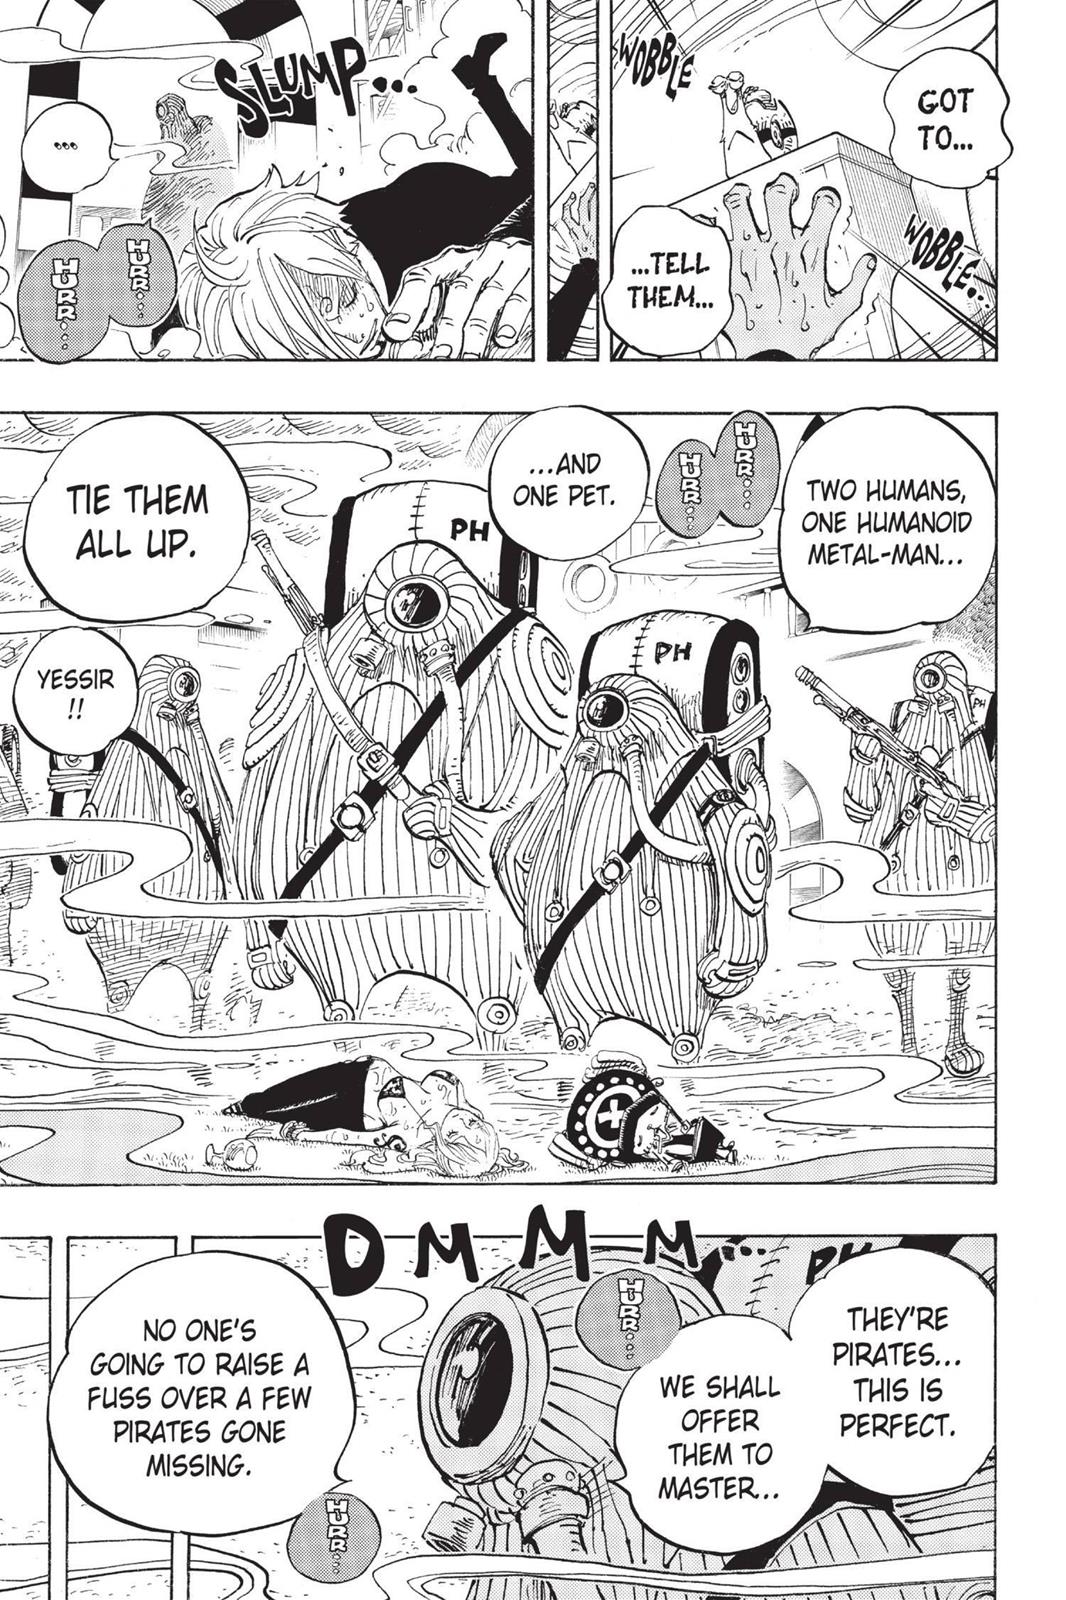 WOBBLE
GOT
TO...
...TELL
THEM...
WOBBLE...
SLUMP...
...
HURR...
HURR...
TWO HUMANS,
ONE HUMANOID
METAL-MAN...
HURR...
HURR...
...AND
ONE PET.
PH
PH
PH
TIE THEM
ALL UP.
YESSIR
!!
DMMM...
PH
THEY'RE
PIRATES...
THIS IS
PERFECT.
HURR...
WE SHALL
OFFER
THEM TO
MASTER...
NO ONE'S
GOING TO RAISE A
FUSS OVER A FEW
PIRATES GONE
MISSING.
HURR...